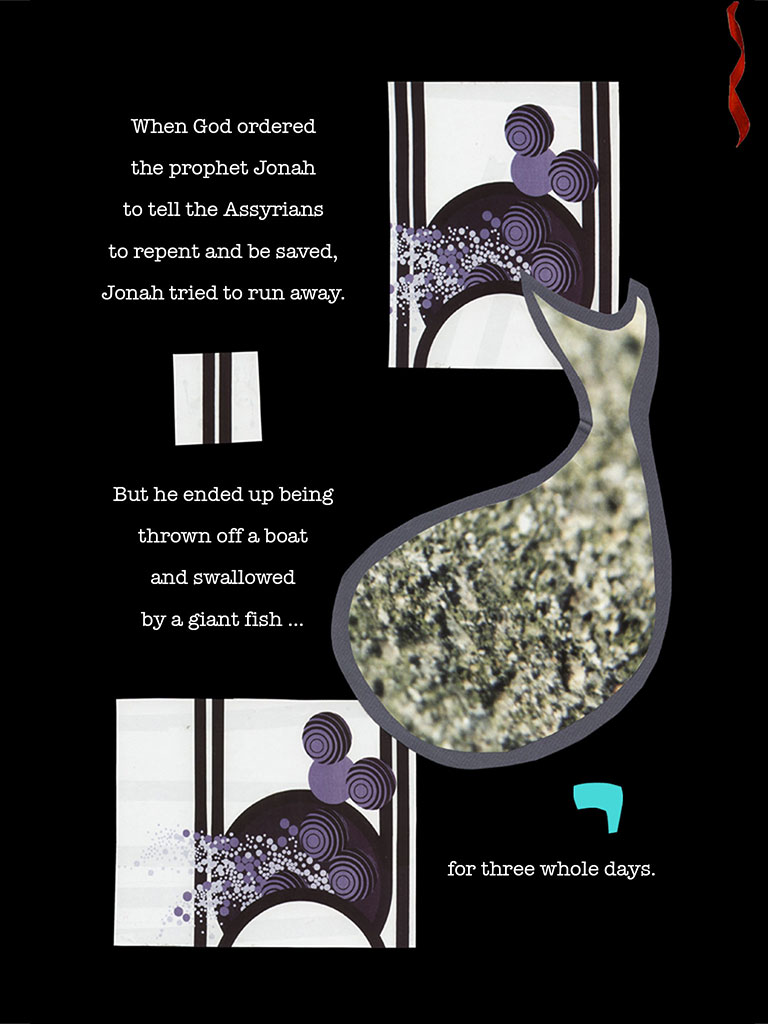 When God ordered
the prophet Jonah
to tell the Assyrians
to repent and be saved,
Jonah tried to run away.
But he ended up being
thrown off a boat
and swallowed
by a giant fish ...
for three whole days.